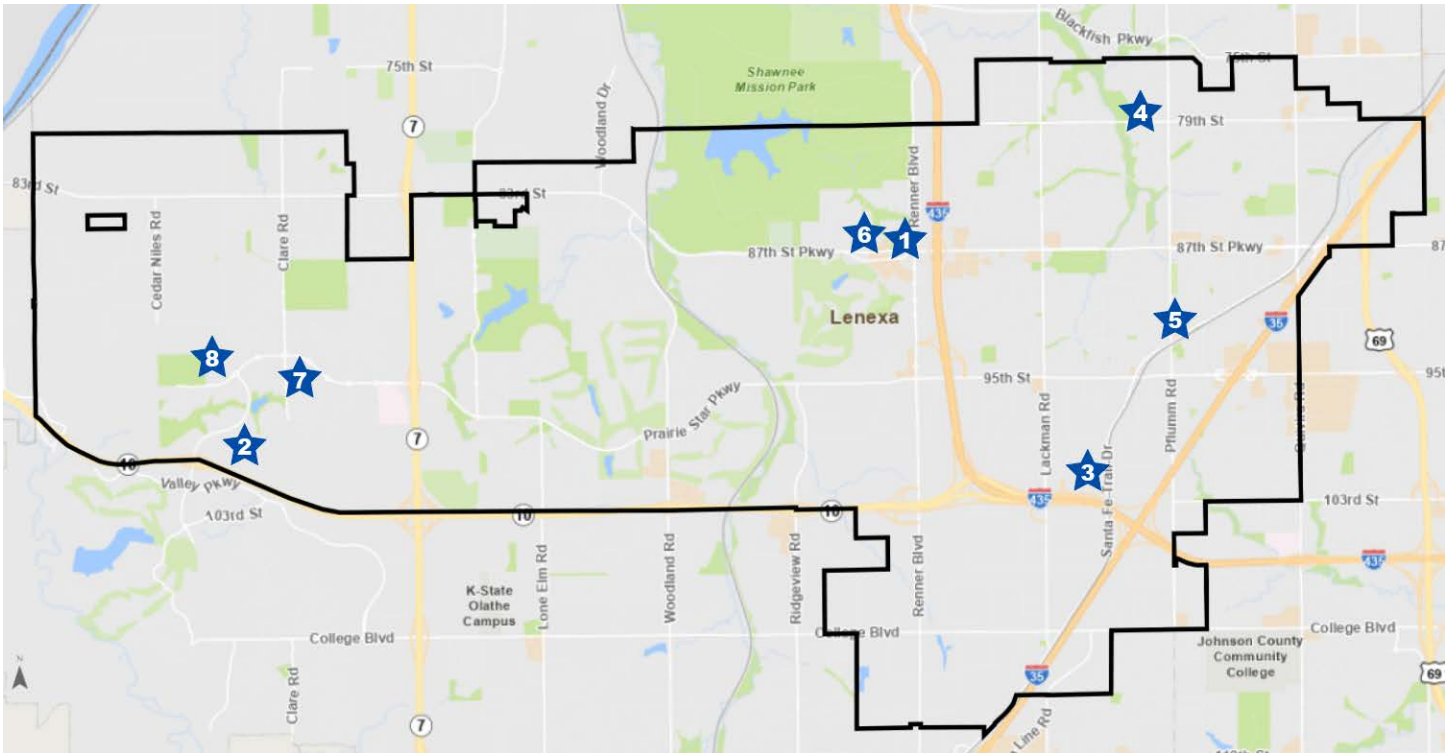 Blackfish Pkwy
75th St
75th St
Shawnee
Mission Park
Woodland Dr
7
4
79th St
83rd St
83rd St
Renner Blvd
435
Cedar Niles Rd
Clare Rd
6
1
87th St Pkwy
87th St Pkwy
87
Lenexa
5
35
69
8
7
95th St
95t
Prairie Star Pkwy
Lackman Rd
Pflumm Rd
Quivira Rd
2
7
3
10
Valley Pkwy
103rd St
10
10
435
103rd St
Santa Fe Trail Dr
435
Lone Elm Rd
Woodland Rd
Ridgeview Rd
Renner Blvd
K-State
Olathe
Campus
College Blvd
College Blvd
College Blvd
Johnson County
Community
College
N
Clare Rd
35
69
7
n Line Rd